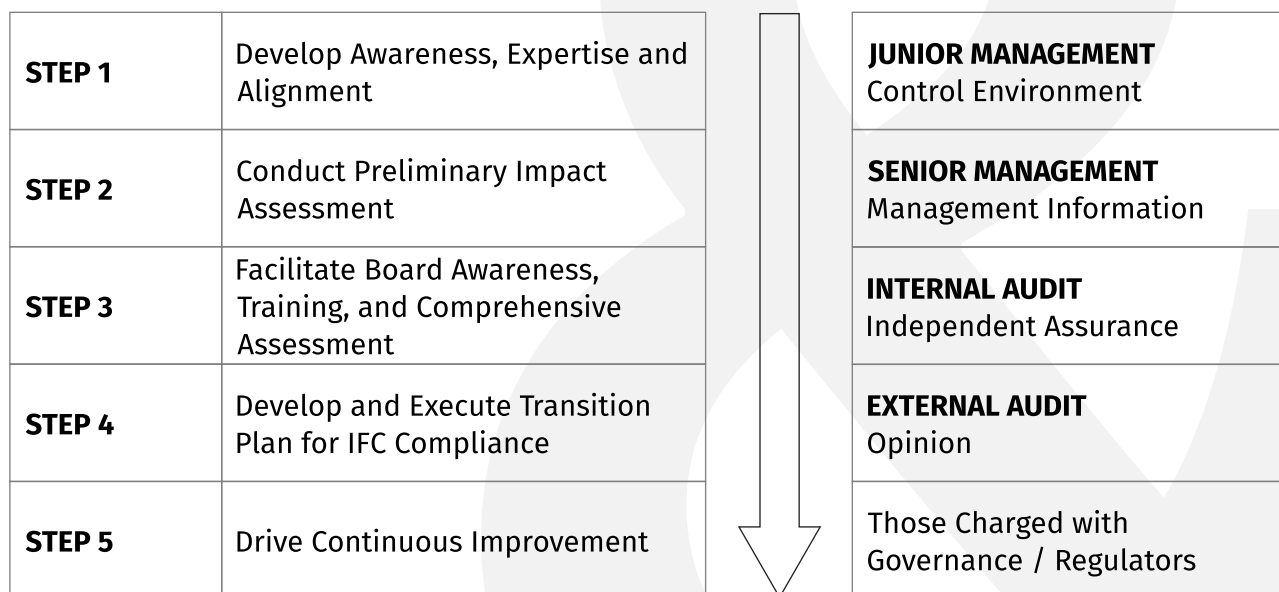 STEP 1
Develop Awareness, Expertise and
Alignment
JUNIOR MANAGEMENT
Control Environment
STEP 2
Conduct Preliminary Impact
Assessment
SENIOR MANAGEMENT
Management Information
STEP 3
Facilitate Board Awareness,
Training, and Comprehensive
Assessment
INTERNAL AUDIT
Independent Assurance
STEP 4
Develop and Execute Transition
Plan for IFC Compliance
EXTERNAL AUDIT
Opinion
STEP 5
Drive Continuous Improvement
Those Charged with
Governance / Regulators